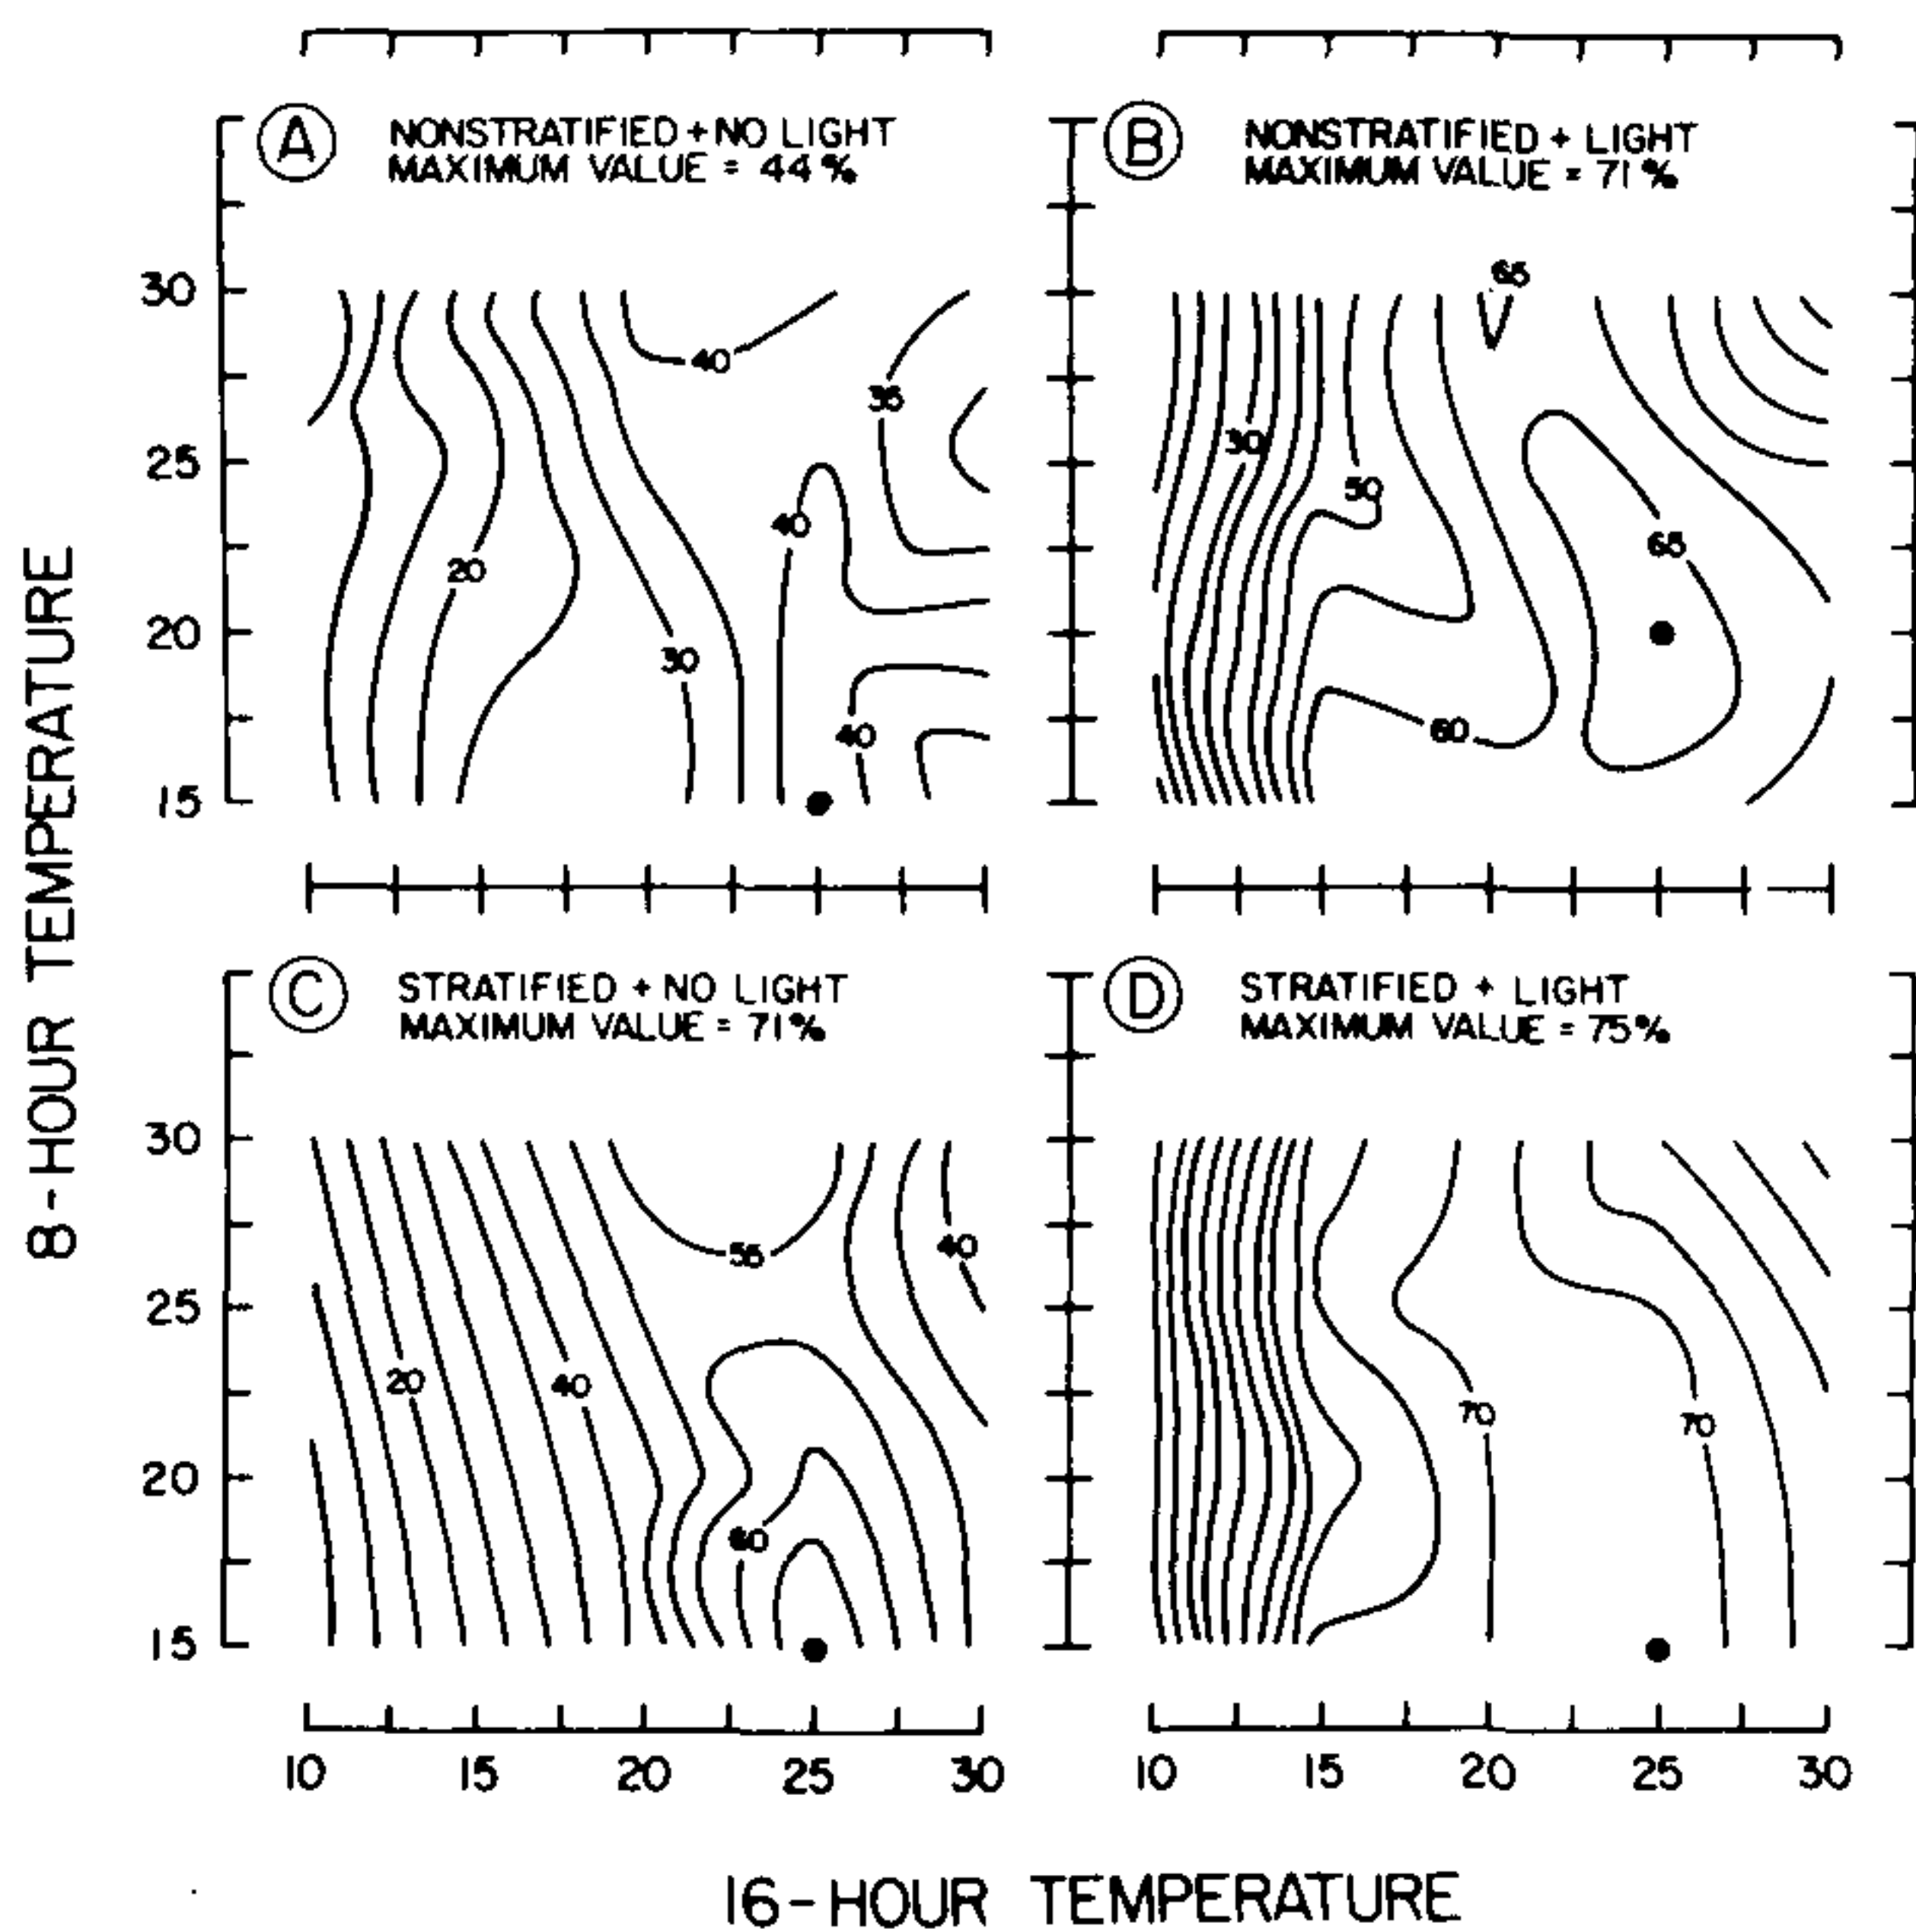 A NONSTRATIFIED + NO LIGHT
MAXIMUM VALUE = 44%
B NONSTRATIFIED + LIGHT
MAXIMUM VALUE = 71%
30
25
20
15
40
35
40
20
30
40
65
30
50
65
60
8-HOUR TEMPERATURE
C STRATIFIED + NO LIGHT
MAXIMUM VALUE = 71%
D STRATIFIED + LIGHT
MAXIMUM VALUE = 75%
30
25
20
15
55
40
20
40
60
70
70
10 15 20 25 30
10 15 20 25 30
16-HOUR TEMPERATURE